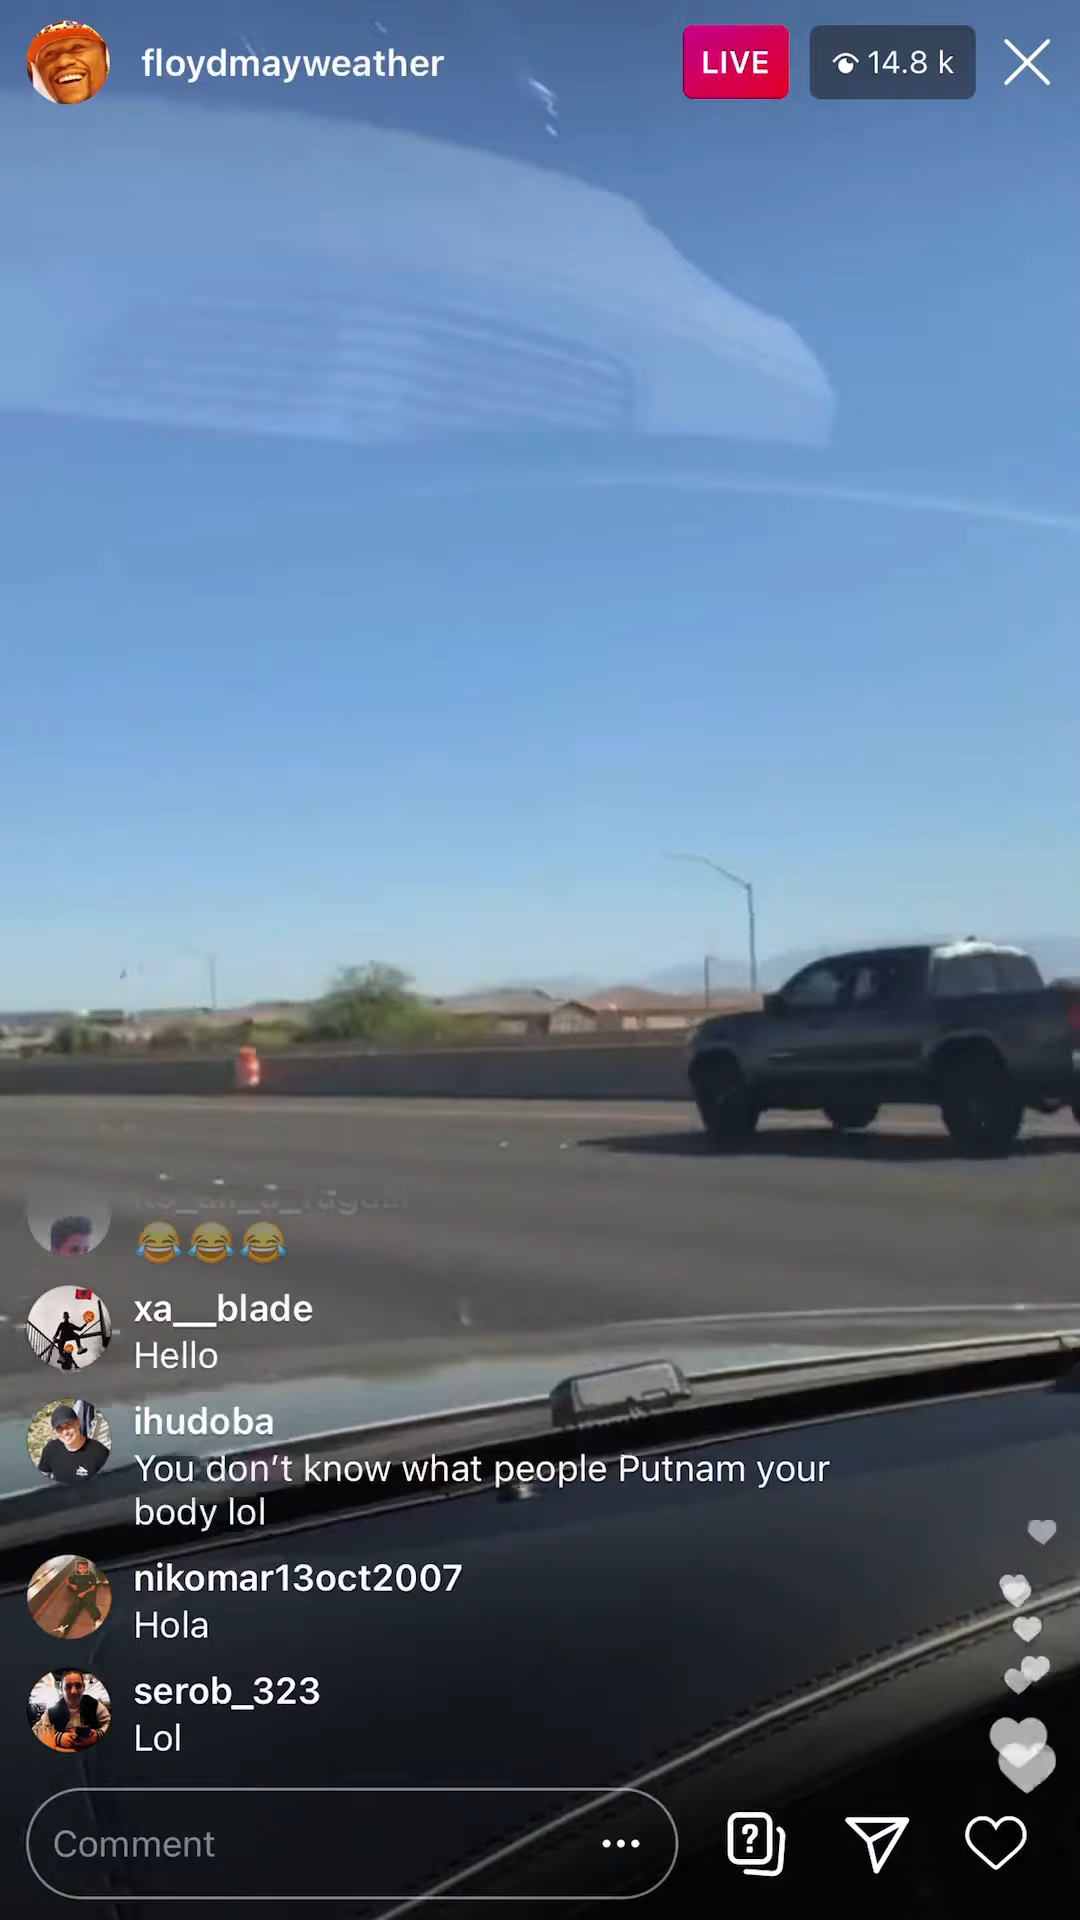 floydmayweather
LIVE
14.8 k
xa__blade
Hello
ihudoba
You don't know what people Putnam your
body lol
nikomar13oct2007
Hola
serob_323
Lol
Comment